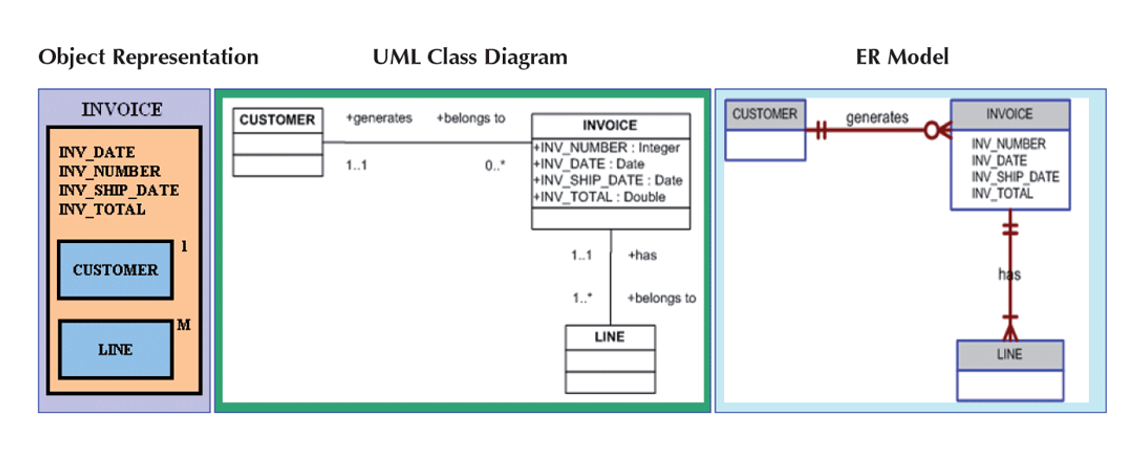 Object Representation
UML Class Diagram
ER Model
INVOICE
INV_DATE
INV_NUMBER
INV_SHIP_DATE
INV_TOTAL
1
CUSTOMER
M
LINE
CUSTOMER
+generates
+belongs to
1..1
0..*
INVOICE
+INV_NUMBER : Integer
+INV_DATE : Date
+INV_SHIP_DATE : Date
+INV_TOTAL : Double
1..1
+has
1..*
+belongs to
LINE
CUSTOMER
generates
INVOICE
INV_NUMBER
INV_DATE
INV_SHIP_DATE
INV_TOTAL
has
LINE